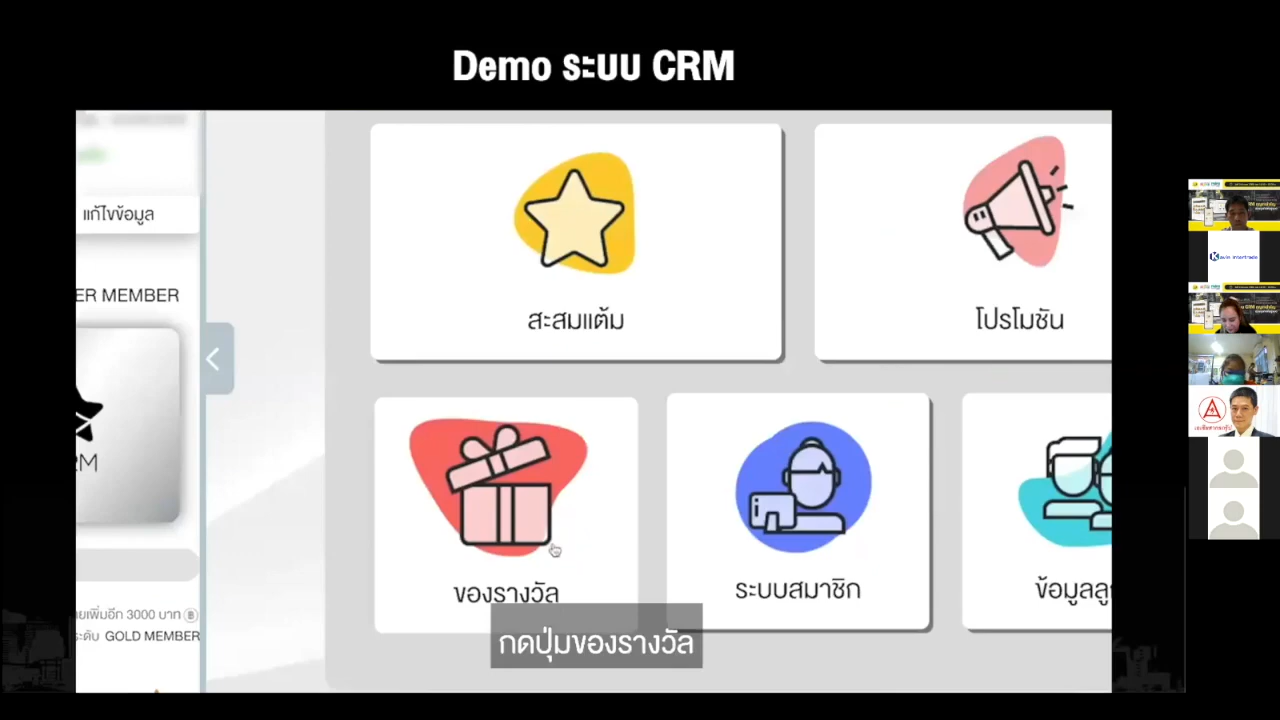 Demo ระบบ CRM
แก้ไขข้อมูล
ER MEMBER
RM
3000 บาท
GOLD MEMBER
สะสมแต้ม
โปรโมชัน
ของรางวัล
ระบบสมาชิก
ข้อมูลลู
กดปุ่มของรางวัล